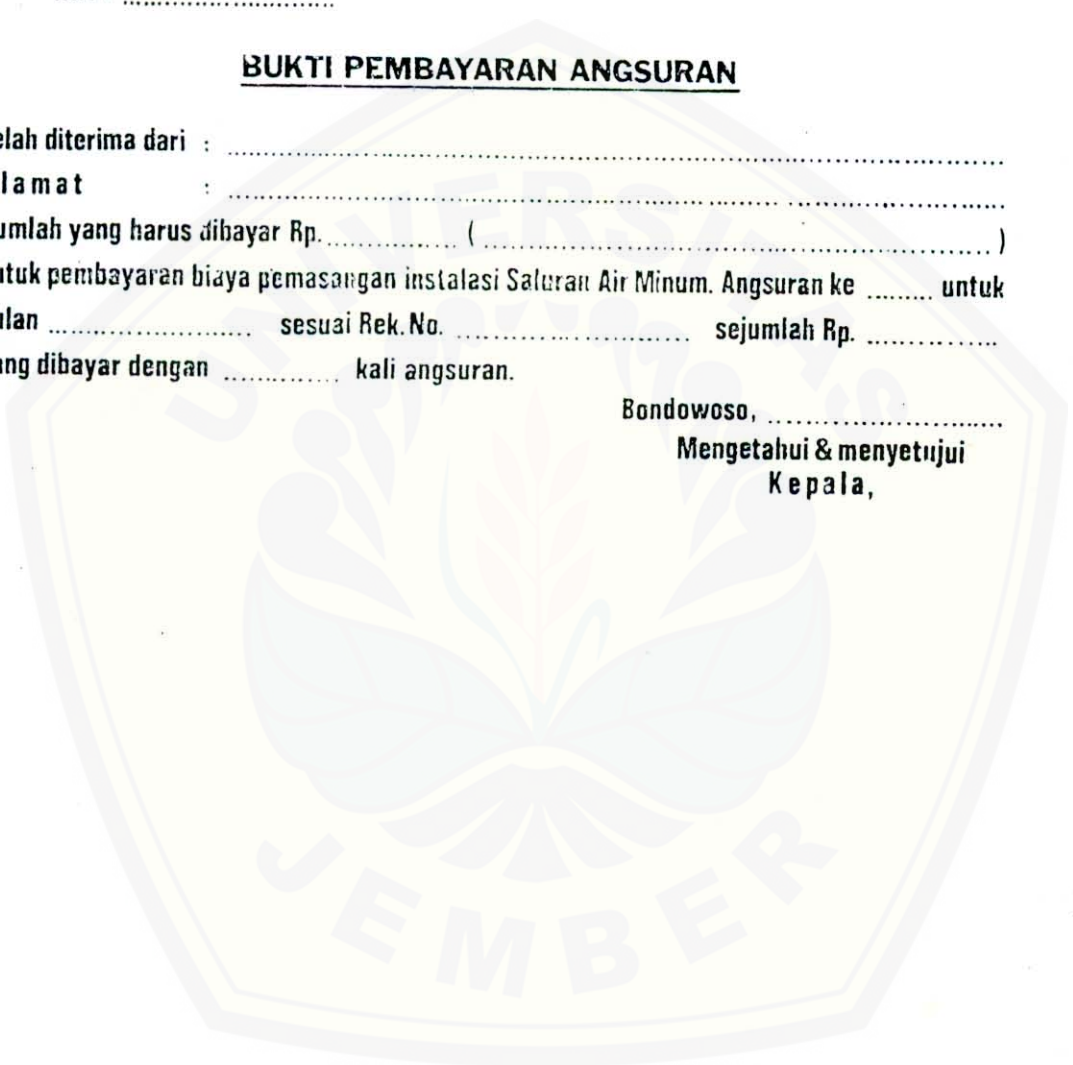 BUKTI PEMBAYARAN ANGSURAN
elah diterima dari : ........................................
lamat : ........................................
umlah yang harus dibayar Rp. .............. ( ........................................ )
ntuk pembayaran biaya pemasangan instalasi Saluran Air Minum. Angsuran ke ......... untuk
ulan ....................... sesuai Rek. No. .......................... sejumlah Rp. ...............
ang dibayar dengan ............. kali angsuran.
Bondowoso, ..........................
Mengetahui & menyetujui
Kepala,
UNIVERSITAS
JEMBER